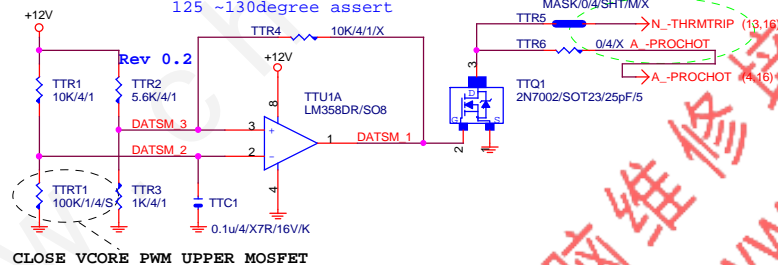 125 ~130degree assert
MASK/0/4/SHT/M/X
+12V
TTR5
N_-THRMTRIP (13,16)
TTR4
10K/4/1/X
TTR6
0/4/X
A_-PROCHOT
Rev 0.2
+12V
A_-PROCHOT (4,16)
TTR1
10K/4/1
TTR2
5.6K/4/1
TTU1A
LM358DR/SO8
TTQ1
2N7002/SOT23/25pF/5
3
D
G
S
8
DATSM_3
3
+
1
DATSM_1
2
DATSM_2
2
-
4
TTRT1
100K/1/4/S
TTR3
1K/4/1
TTC1
0.1u/4/X7R/16V/K
CLOSE VCORE PWM UPPER MOSFET
修
维